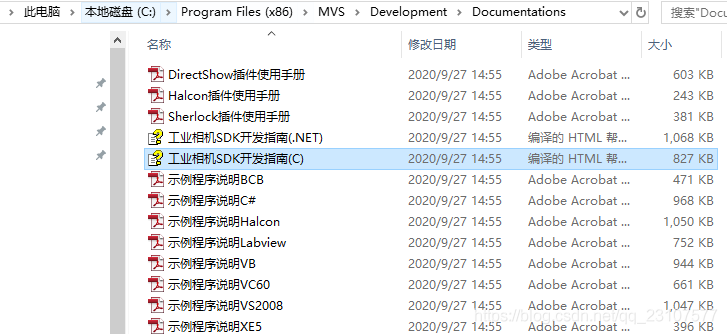 此电脑 > 本地磁盘 (C:) > Program Files (x86) > MVS > Development > Documentations 搜索"Docu
名称 修改日期 类型 大小
DirectShow插件使用手册 2020/9/27 14:55 Adobe Acrobat ... 603 KB
Halcon插件使用手册 2020/9/27 14:55 Adobe Acrobat ... 243 KB
Sherlock插件使用手册 2020/9/27 14:55 Adobe Acrobat ... 381 KB
工业相机SDK开发指南(.NET) 2020/9/27 14:55 编译的 HTML 帮... 1,068 KB
工业相机SDK开发指南(C) 2020/9/27 14:55 编译的 HTML 帮... 827 KB
示例程序说明BCB 2020/9/27 14:55 Adobe Acrobat ... 471 KB
示例程序说明C# 2020/9/27 14:55 Adobe Acrobat ... 968 KB
示例程序说明Halcon 2020/9/27 14:55 Adobe Acrobat ... 1,050 KB
示例程序说明Labview 2020/9/27 14:55 Adobe Acrobat ... 752 KB
示例程序说明VB 2020/9/27 14:55 Adobe Acrobat ... 944 KB
示例程序说明VC60 2020/9/27 14:55 Adobe Acrobat ... 661 KB
示例程序说明VS2008 2020/9/27 14:55 Adobe Acrobat ... 1,047 KB
示例程序说明XE5 2020/9/27 14:55 Adobe Acrobat ... 396 KB
https://blog.csdn.net/qq_23107577